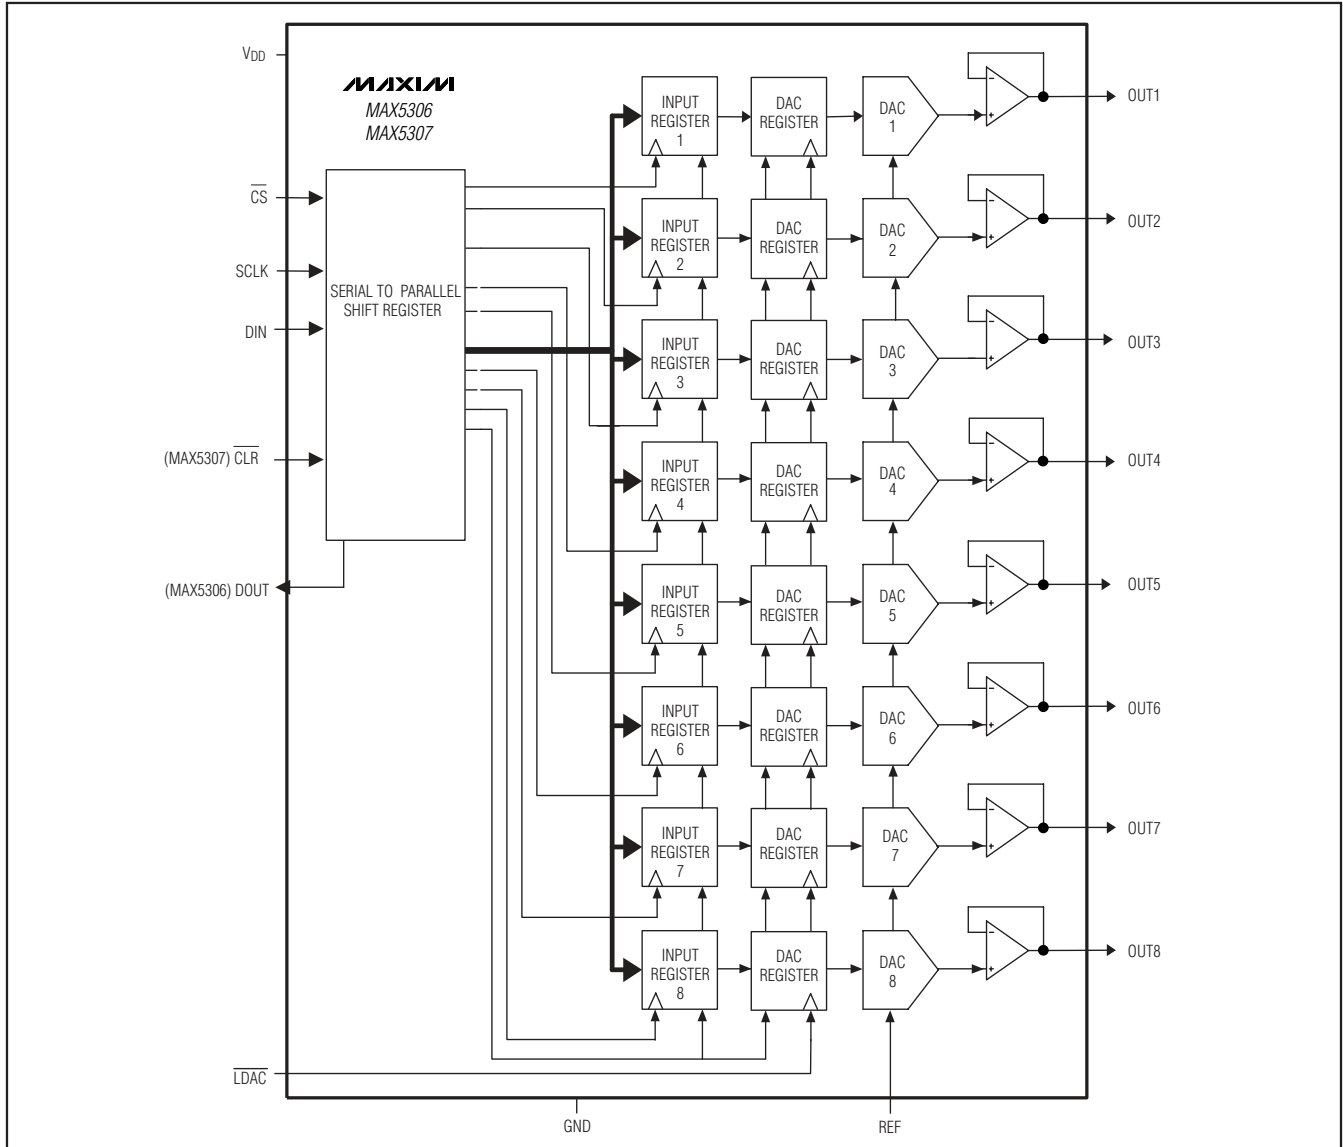 VDD
MAXIM
MAX5306
MAX5307
CS
SCLK
SERIAL TO PARALLEL
SHIFT REGISTER
DIN
(MAX5307) CLR
(MAX5306) DOUT
LDAC
GND
REF
INPUT
REGISTER
1
DAC
REGISTER
DAC
1
-
+
OUT1
INPUT
REGISTER
2
DAC
REGISTER
DAC
2
-
+
OUT2
INPUT
REGISTER
3
DAC
REGISTER
DAC
3
-
+
OUT3
INPUT
REGISTER
4
DAC
REGISTER
DAC
4
-
+
OUT4
INPUT
REGISTER
5
DAC
REGISTER
DAC
5
-
+
OUT5
INPUT
REGISTER
6
DAC
REGISTER
DAC
6
-
+
OUT6
INPUT
REGISTER
7
DAC
REGISTER
DAC
7
-
+
OUT7
INPUT
REGISTER
8
DAC
REGISTER
DAC
8
-
+
OUT8